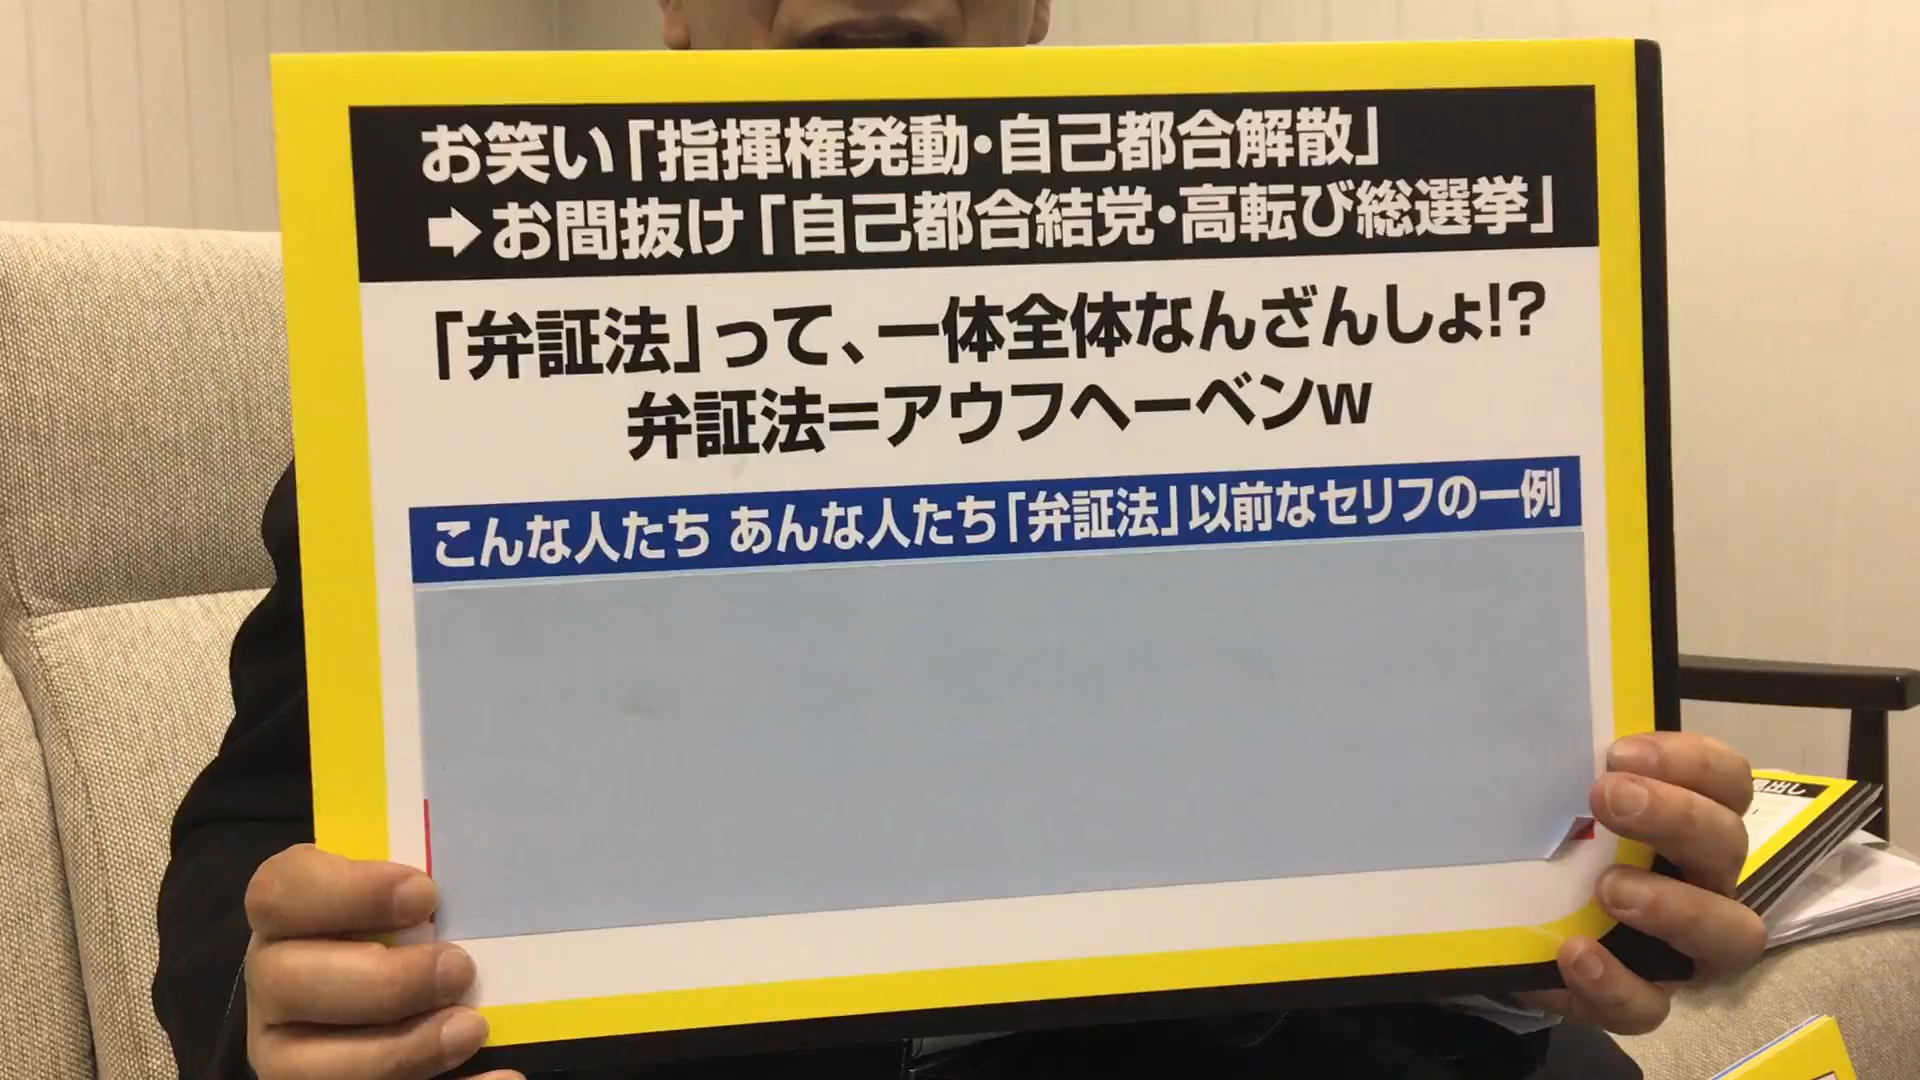 お笑い「指揮権発動・自己都合解散」
➡お間抜け「自己都合結党・高転び総選挙」
「弁証法」って、一体全体なんざんしょ!?
弁証法＝アウフヘーベンw
こんな人たち あんな人たち「弁証法」以前なセリフの一例
出し